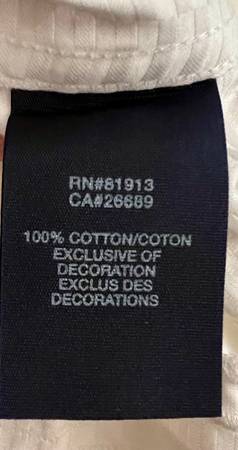 RN#81913
CA#26689
100% COTTON/COTON
EXCLUSIVE OF
DECORATION
EXCLUS DES
DECORATIONS